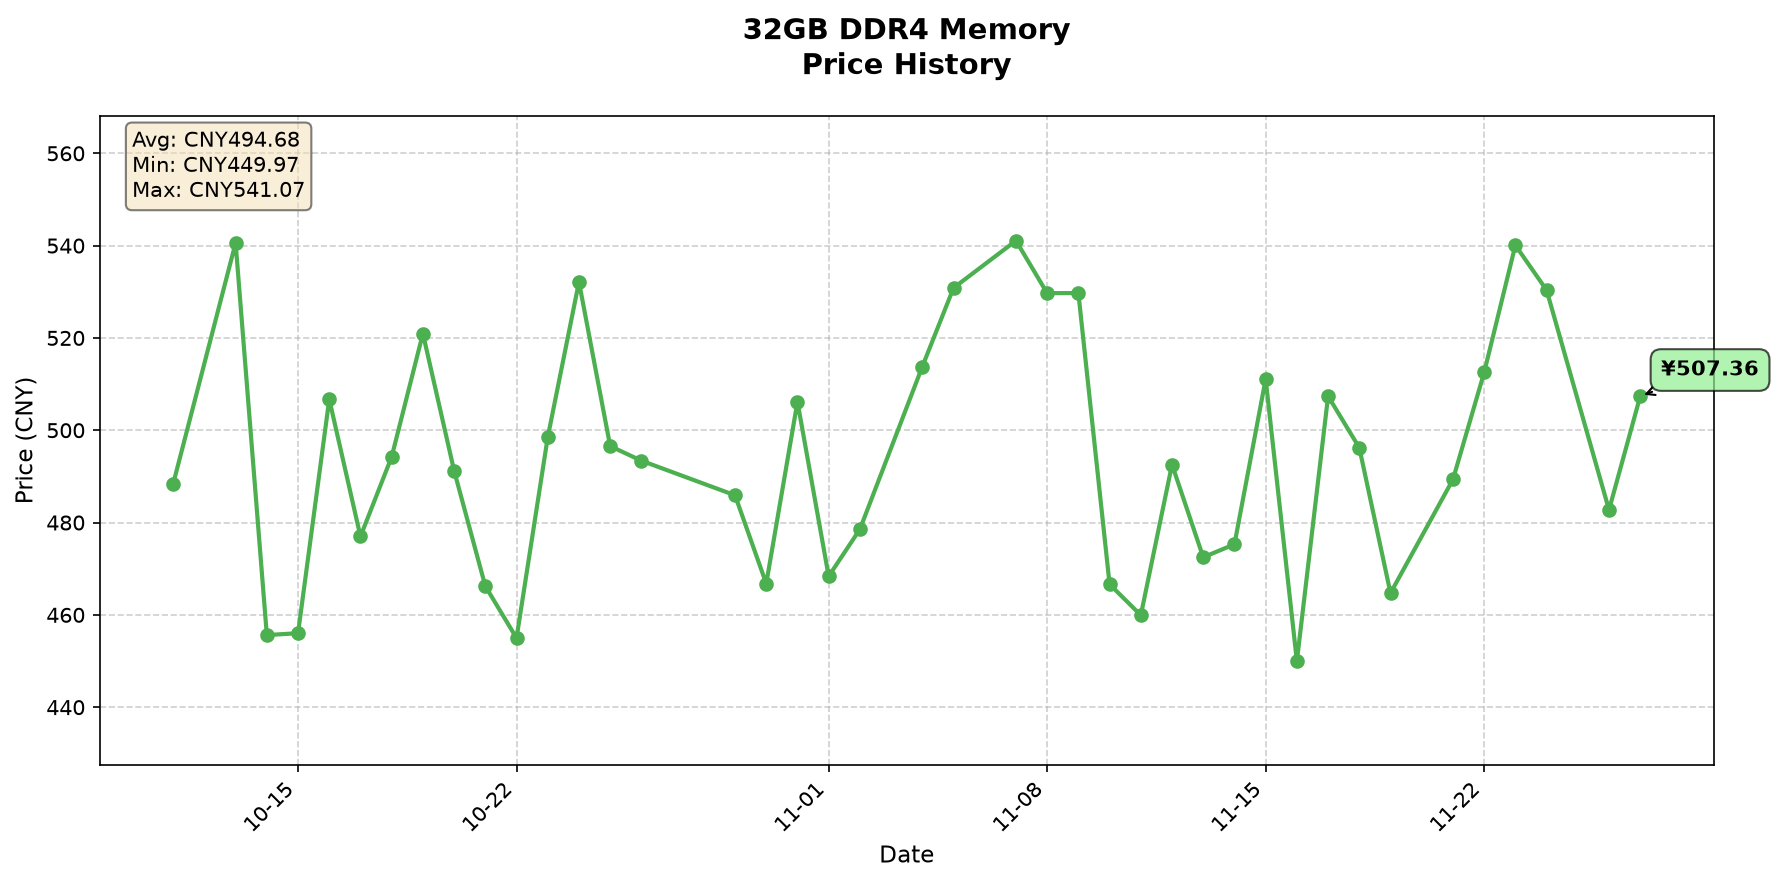 32GB DDR4 Memory
Price History
Avg: CNY494.68
Min: CNY449.97
Max: CNY541.07
560
540
520
500
480
460
440
Price (CNY)
¥507.36
10-15
10-22
11-01
11-08
11-15
11-22
Date